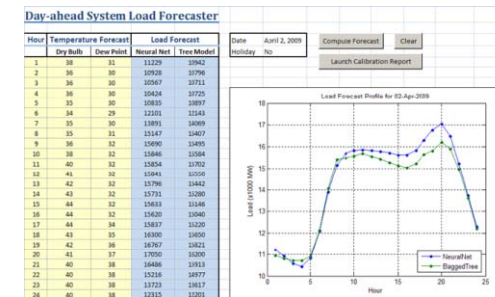 Day-ahead System Load Forecaster
Hour Temperature Forecast Load Forecast
Dry Bulb Dew Point Neural Net Tree Model
Date April 2, 2009
Holiday No
Compute Forecast
Clear
Launch Calibration Report
1 38 31 11229 10942
2 36 30 10928 10796
3 36 30 10567 10711
4 36 30 10424 10725
5 35 30 10835 10897
6 34 29 12101 12143
7 35 30 13891 14069
8 35 31 15147 15407
9 36 32 15690 15495
10 38 32 15846 15584
11 40 32 15854 15702
12 41 32 15841 15550
13 42 32 15796 15442
14 43 32 15731 15280
15 44 32 15633 15146
16 44 32 15620 15040
17 44 34 15837 15220
18 43 35 16300 15650
19 42 36 16767 15821
20 41 37 17050 16200
21 40 38 16486 15913
22 40 38 15216 14977
23 40 38 13723 13617
24 40 38 12315 12201
Load Forecast Profile for 02-Apr-2009
18
17
16
15
14
13
12
11
10
0 5 10 15 20 25
Load (x1000 MW)
Hour
NeuralNet
BaggedTree